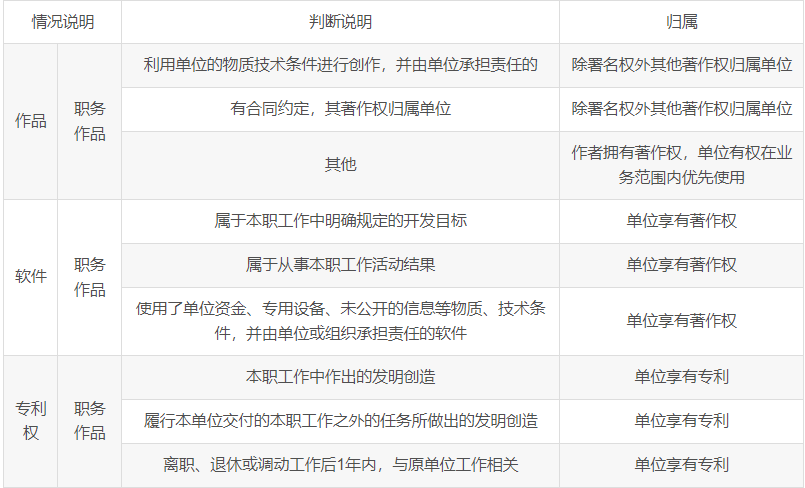 情况说明 判断说明 归属
作品
职务
作品
利用单位的物质技术条件进行创作，并由单位承担责任的 除署名权外其他著作权归属单位
有合同约定，其著作权归属单位 除署名权外其他著作权归属单位
其他
作者拥有著作权，单位有权在业
务范围内优先使用
软件
职务
作品
属于本职工作中明确规定的开发目标 单位享有著作权
属于从事本职工作活动结果 单位享有著作权
使用了单位资金、专用设备、未公开的信息等物质、技术条
件，并由单位或组织承担责任的软件
单位享有著作权
专利
权
职务
作品
本职工作中作出的发明创造 单位享有专利
履行本单位交付的本职工作之外的任务所做出的发明创造 单位享有专利
离职、退休或调动工作后1年内，与原单位工作相关 单位享有专利